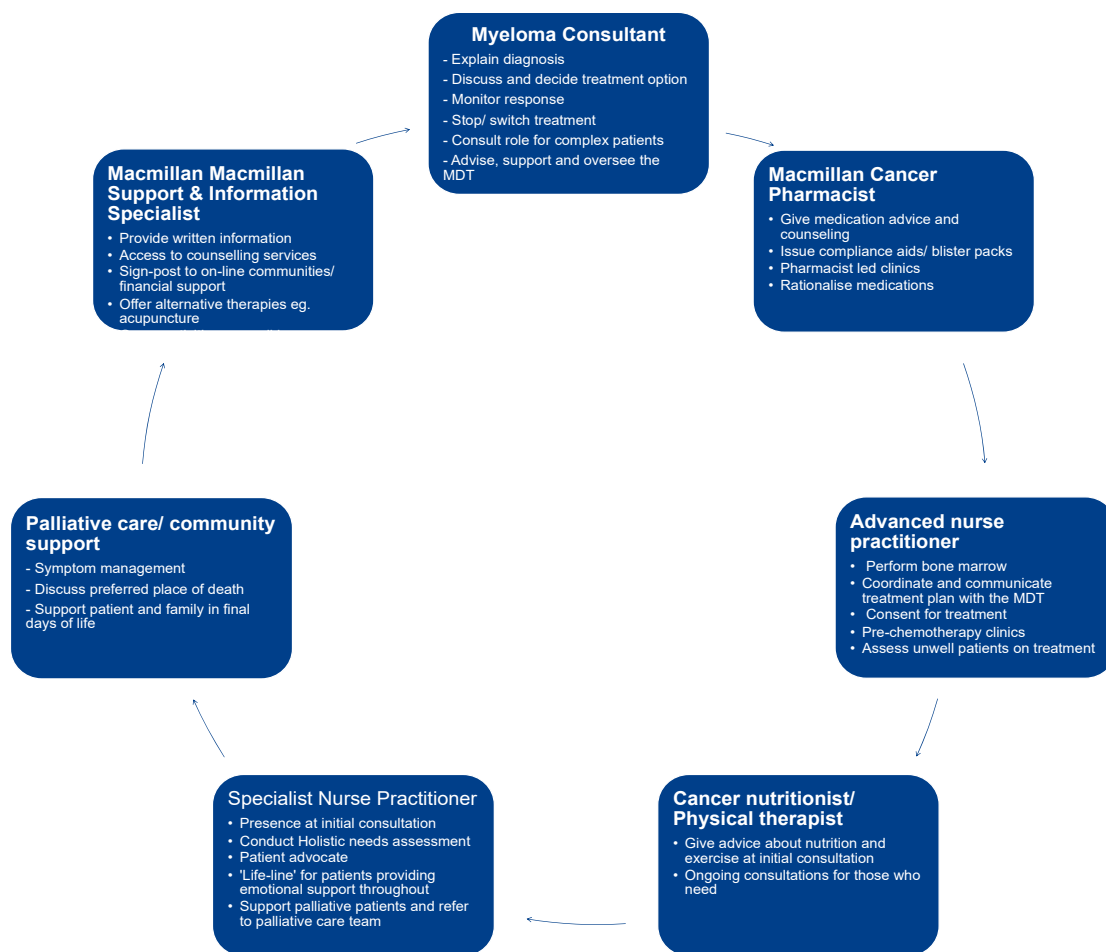 Myeloma Consultant
- Explain diagnosis
- Discuss and decide treatment option
- Monitor response
- Stop/ switch treatment
- Consult role for complex patients
- Advise, support and oversee the
MDT
Macmillan Cancer
Pharmacist
• Give medication advice and
counseling
• Issue compliance aids/ blister packs
• Pharmacist led clinics
• Rationalise medications
Advanced nurse
practitioner
• Perform bone marrow
• Coordinate and communicate
treatment plan with the MDT
• Consent for treatment
• Pre-chemotherapy clinics
• Assess unwell patients on treatment
Cancer nutritionist/
Physical therapist
• Give advice about nutrition and
exercise at initial consultation
• Ongoing consultations for those who
need
Specialist Nurse Practitioner
• Presence at initial consultation
• Conduct Holistic needs assessment
• Patient advocate
• 'Life-line' for patients providing
emotional support throughout
• Support palliative patients and refer
to palliative care team
Palliative care/ community
support
- Symptom management
- Discuss preferred place of death
- Support patient and family in final
days of life
Macmillan Macmillan
Support & Information
Specialist
• Provide written information
• Access to counselling services
• Sign-post to on-line communities/
financial support
• Offer alternative therapies eg.
acupuncture